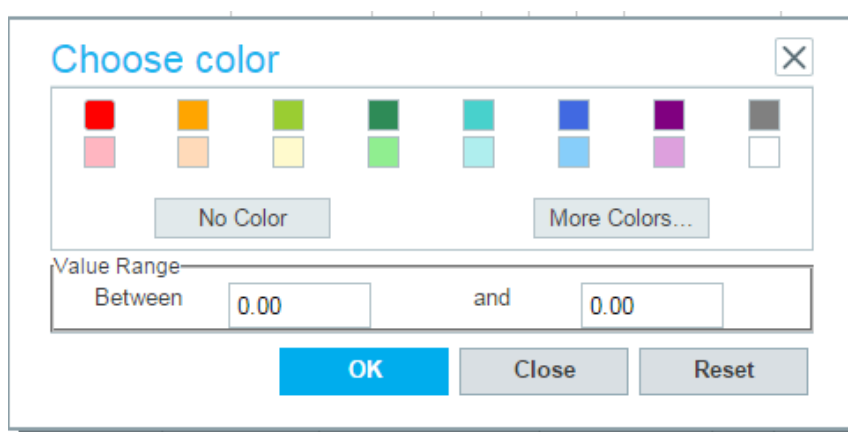 Choose color
No Color More Colors...
Value Range
Between 0.00 and 0.00
OK Close Reset